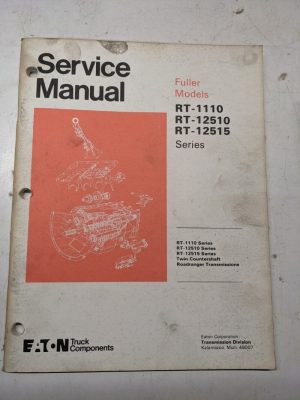 Service
Manual
Fuller
Models
RT-1110
RT-12510
RT-12515
Series
RT-1110 Series
RT-12510 Series
RT-12515 Series
Twin Countershaft
Roadranger Transmissions
EATON Truck
Components
Eaton Corporation
Transmission Division
Kalamazoo, Mich. 49007